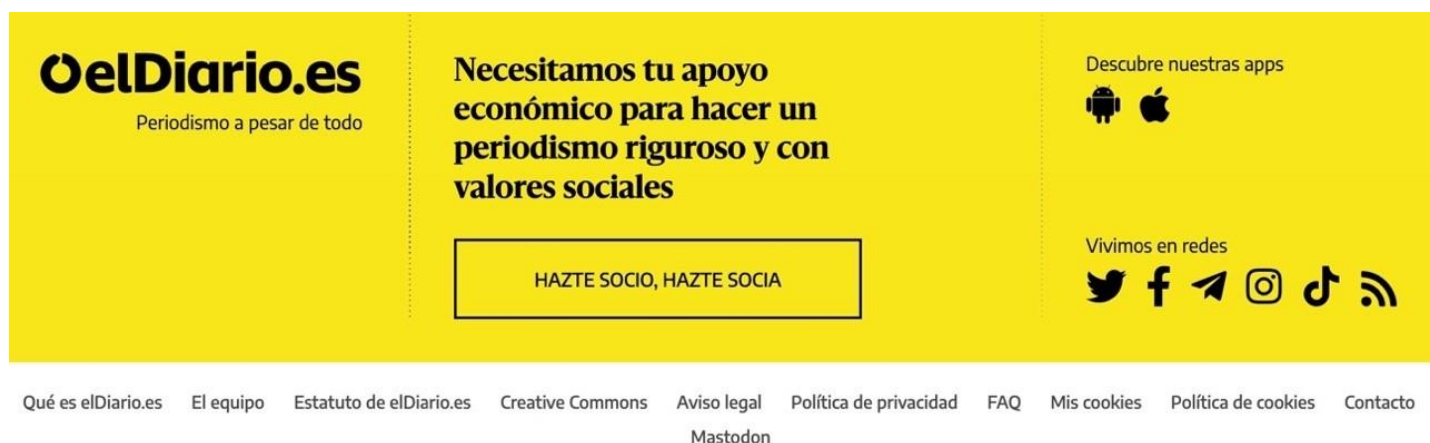 elDiario.es
Periodismo a pesar de todo
Necesitamos tu apoyo
económico para hacer un
periodismo riguroso y con
valores sociales
HAZTE SOCIO, HAZTE SOCIA
Descubre nuestras apps
Vivimos en redes
Qué es elDiario.es El equipo Estatuto de elDiario.es Creative Commons Aviso legal Política de privacidad FAQ Mis cookies Política de cookies Contacto
Mastodon